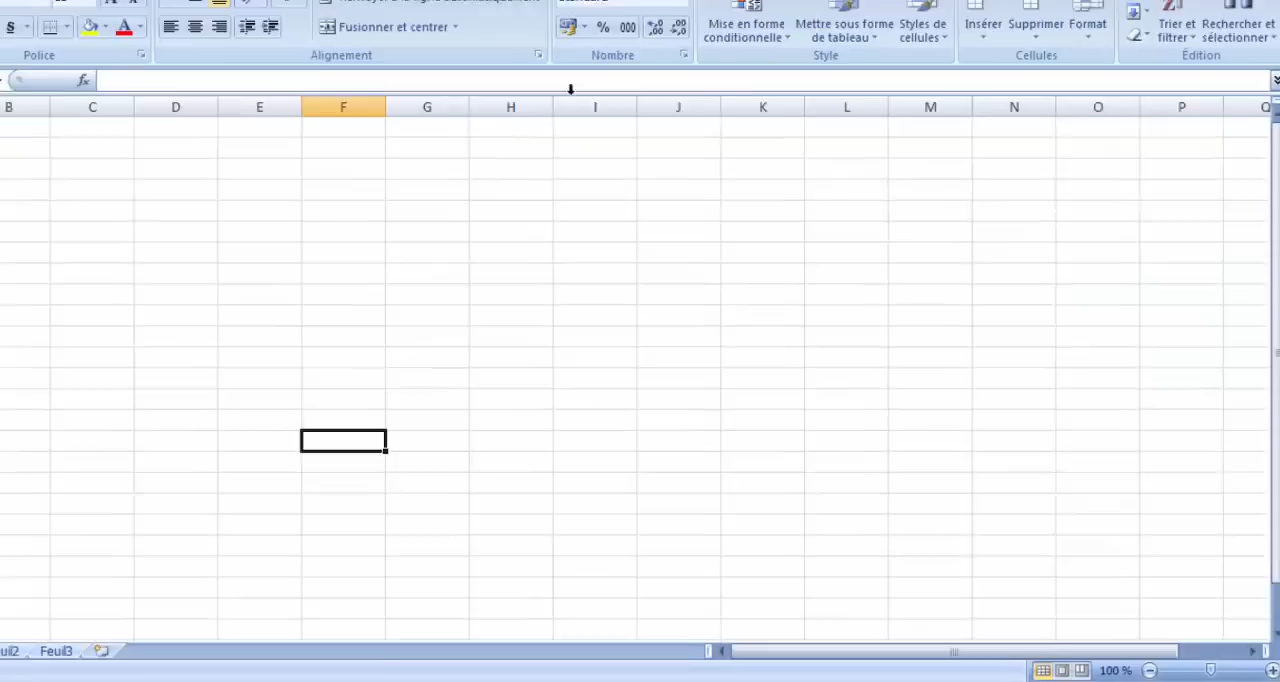 Mise en forme Mettre sous forme Styles de Insérer Supprimer Format Trier et Rechercher et
S A Fusionner et centrer % 000 conditionnelle de tableau cellules filtrer sélectionner
Police Alignement Nombre Style Cellules Édition
fx
B C D E F G H I J K L M N O P Q
Feuil3
100 %